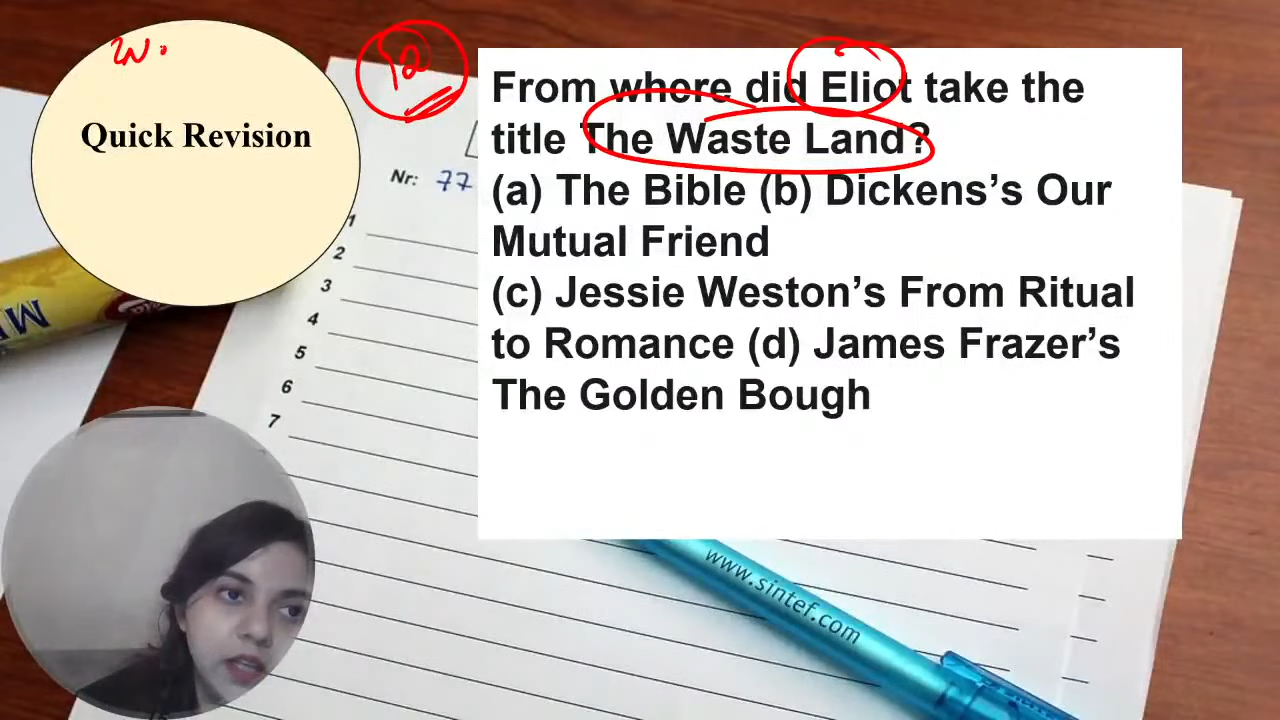 W.
Quick Revision
12
From where did Eliot take the
title The Waste Land?
(a) The Bible (b) Dickens's Our
Mutual Friend
(c) Jessie Weston's From Ritual
to Romance (d) James Frazer's
The Golden Bough
Nr: 77
1
2
3
4
5
6
7
www.sintef.com